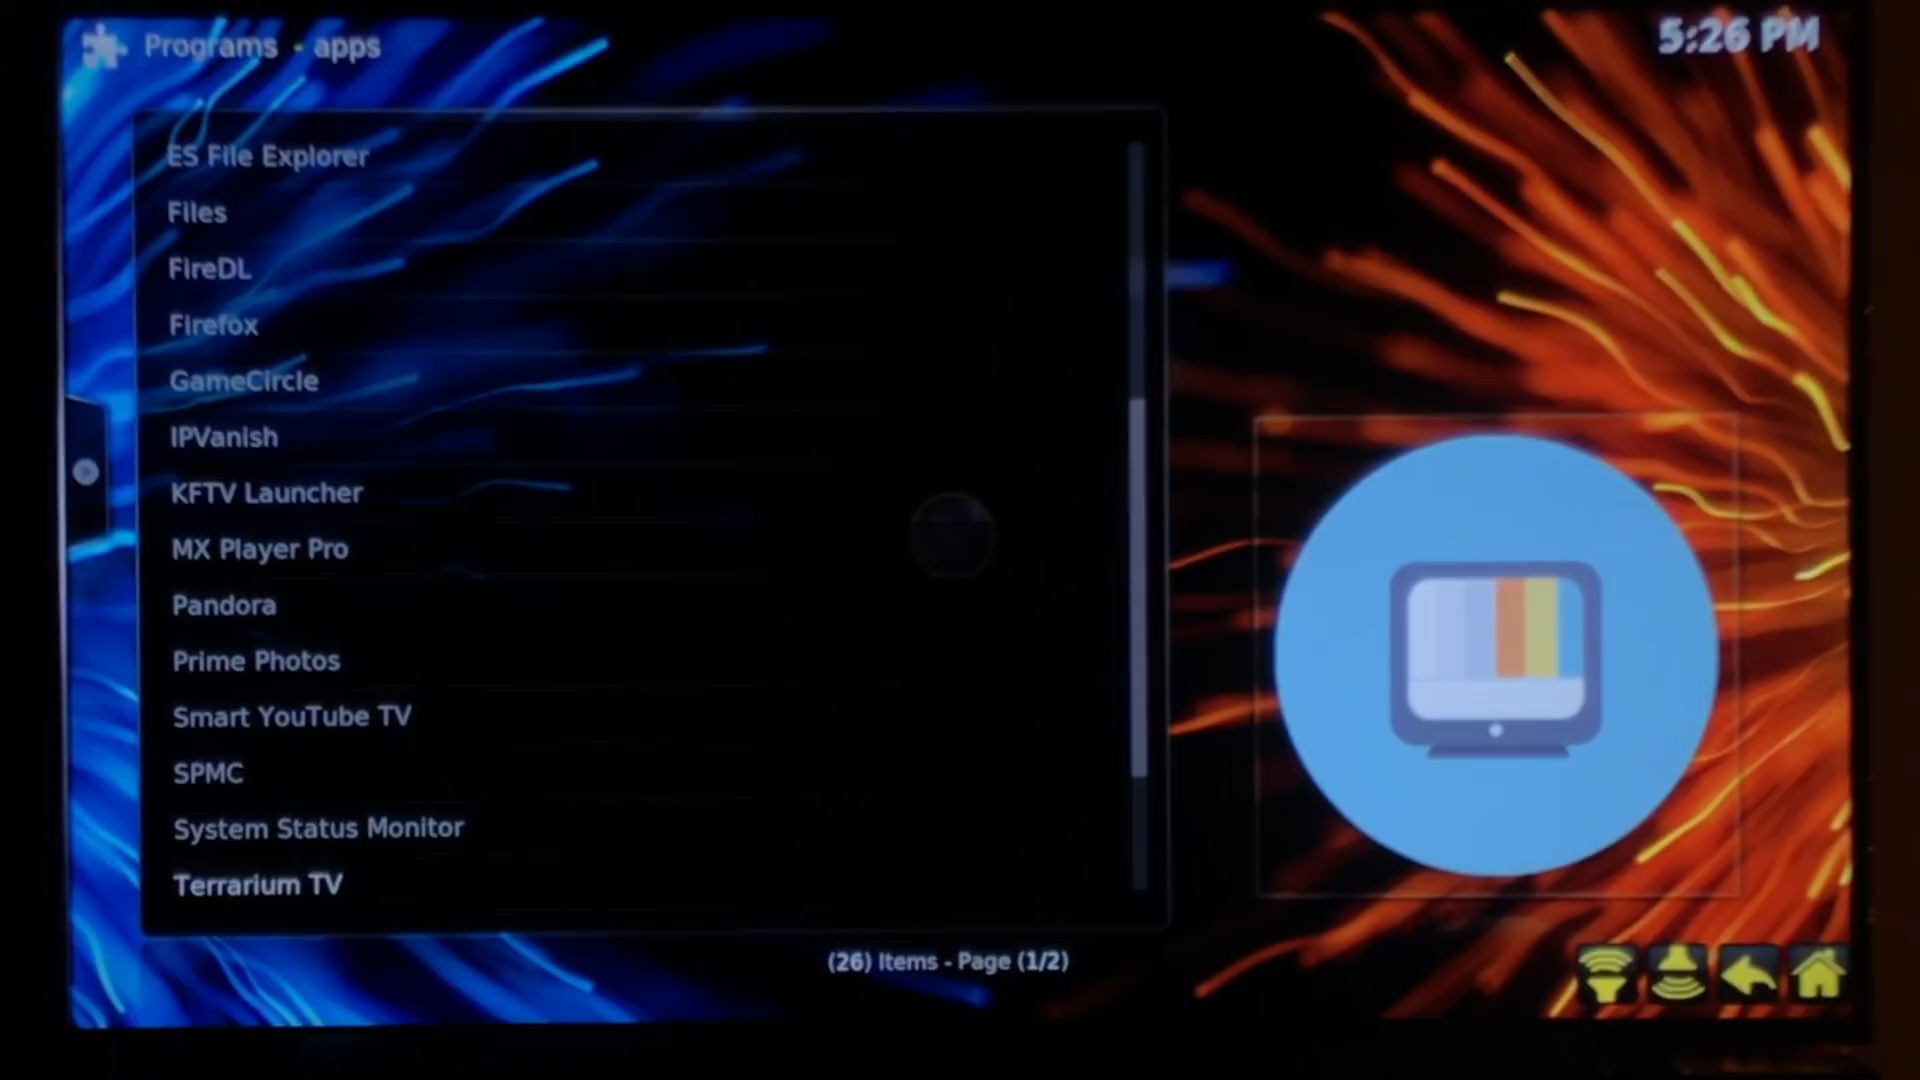 Programs - apps
5:26 PM
ES File Explorer
Files
FireDL
Firefox
GameCircle
IPVanish
KFTV Launcher
MX Player Pro
Pandora
Prime Photos
Smart YouTube TV
SPMC
System Status Monitor
Terrarium TV
(26) Items - Page (1/2)